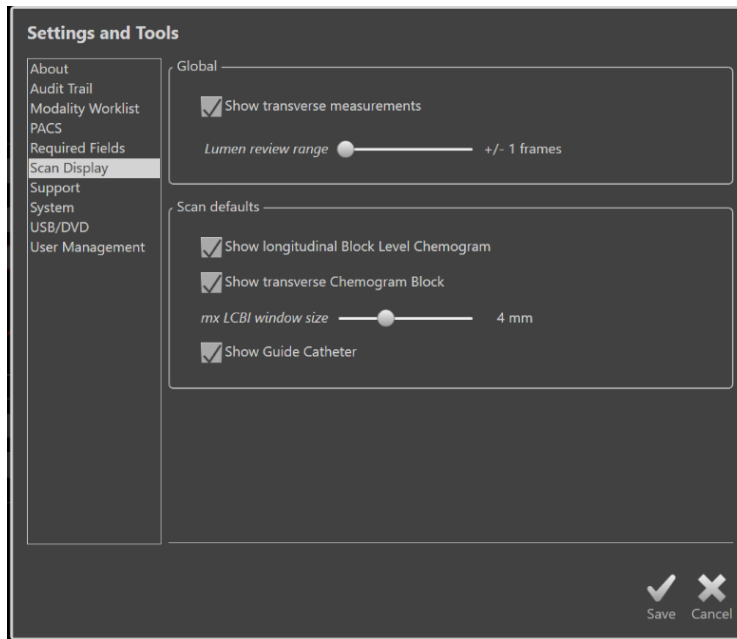 Settings and Tools
About
Audit Trail
Modality Worklist
PACS
Required Fields
Scan Display
Support
System
USB/DVD
User Management
Global
Show transverse measurements
Lumen review range +/- 1 frames
Scan defaults
Show longitudinal Block Level Chemogram
Show transverse Chemogram Block
mx LCBI window size 4 mm
Show Guide Catheter
Save Cancel